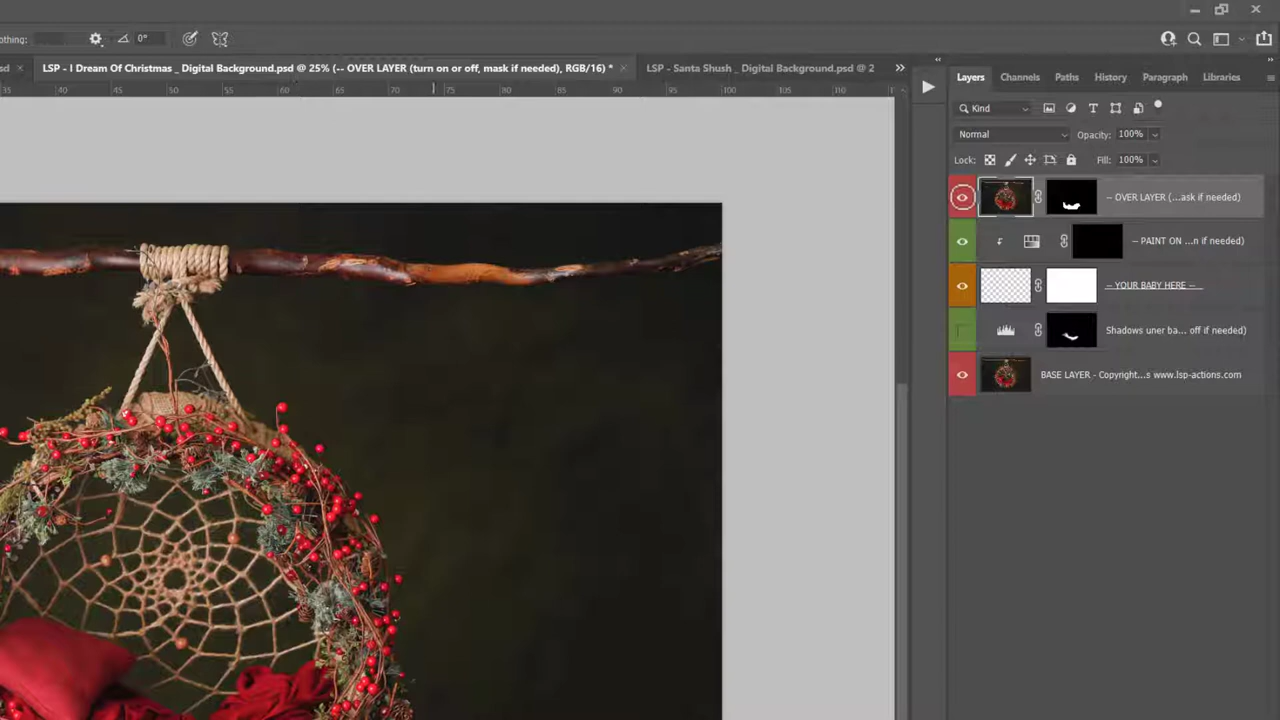 othing:
0°
sd
LSP - I Dream Of Christmas _ Digital Background.psd @ 25% (-- OVER LAYER (turn on or off, mask if needed), RGB/16) *
LSP - Santa Shush _ Digital Background.psd @ 2
35 40 45 50 55 60 65 70 75 80 85 90 95 100 105 110
Layers
Channels
Paths
History
Paragraph
Libraries
Kind
Normal
Opacity: 100%
Lock:
Fill: 100%
-- OVER LAYER (...ask if needed)
-- PAINT ON ...n if needed)
-- YOUR BABY HERE --
Shadows uner ba... off if needed)
BASE LAYER - Copyright...s www.lsp-actions.com